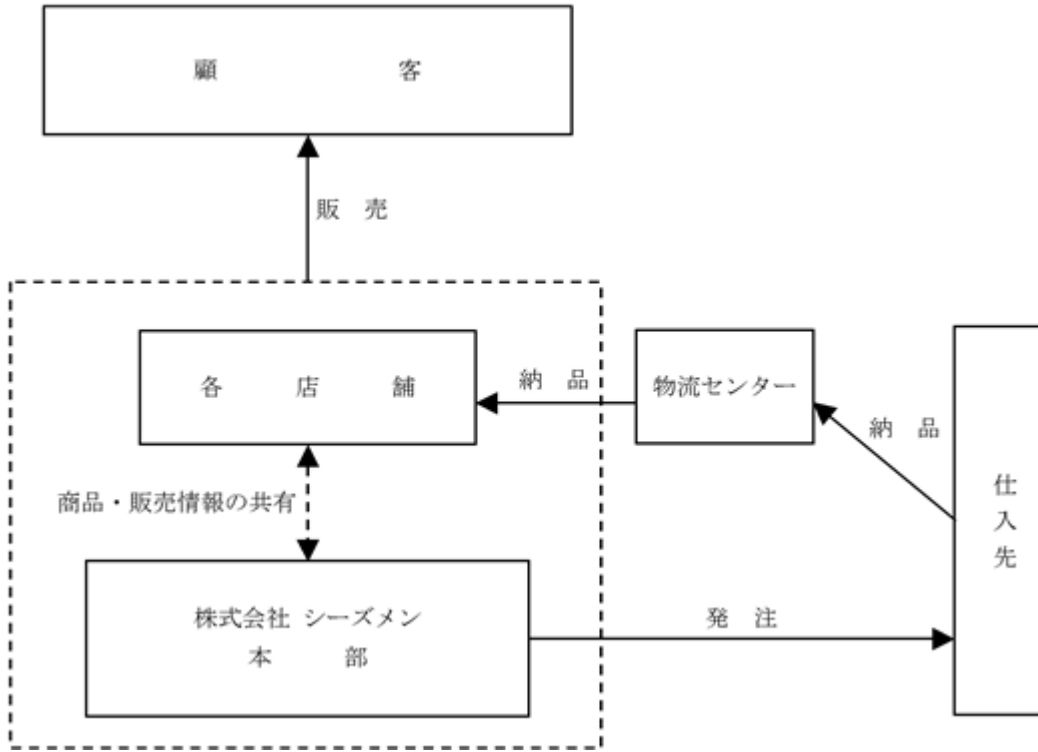 顧 客
販 売
各 店 舗
納 品
物流センター
納 品
商品・販売情報の共有
仕入先
株式会社 シーズメン
本 部
発 注